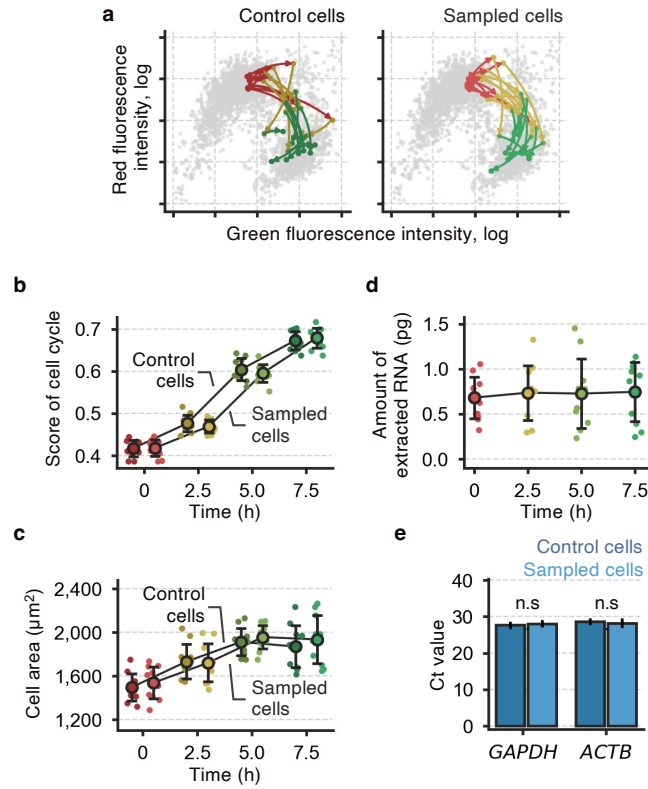 a
Control cells
Sampled cells
Red fluorescence
intensity, log
Green fluorescence intensity, log
b
Score of cell cycle
0.7
0.6
0.5
0.4
Control
cells
Sampled
cells
0
2.5
5.0
7.5
Time (h)
d
Amount of
extracted RNA (pg)
1.5
1.0
0.5
0.0
0
2.5
5.0
7.5
Time (h)
c
Cell area (μm²)
2,400
2,000
1,600
1,200
Control
cells
Sampled
cells
0
2.5
5.0
7.5
Time (h)
e
Control cells
Sampled cells
Ct value
40
30
20
10
0
n.s
n.s
GAPDH
ACTB